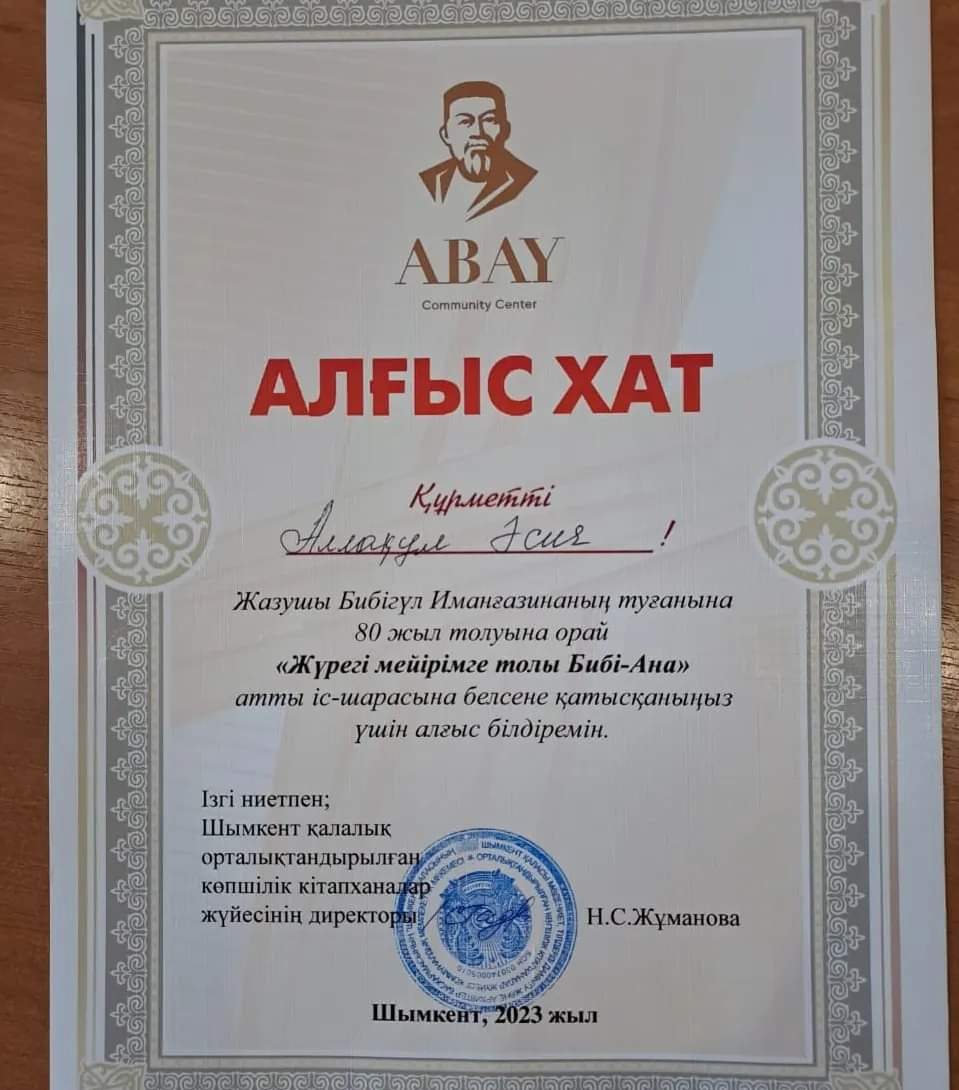 ABAY
Community Center
АЛҒЫС ХАТ
Құрметті
Аллақул Әсия !
Жазушы Бибігүл Иманғазинаның туғанына
80 жыл толуына орай
«Жүрегі мейірімге толы Бибі-Ана»
атты іс-шарасына белсене қатысқаныңыз
үшін алғыс білдіремін.
Ізгі ниетпен;
Шымкент қалалық
орталықтандырылған
көпшілік кітапханалар
жүйесінің директоры Н.С.Жұманова
Шымкент, 2023 жыл